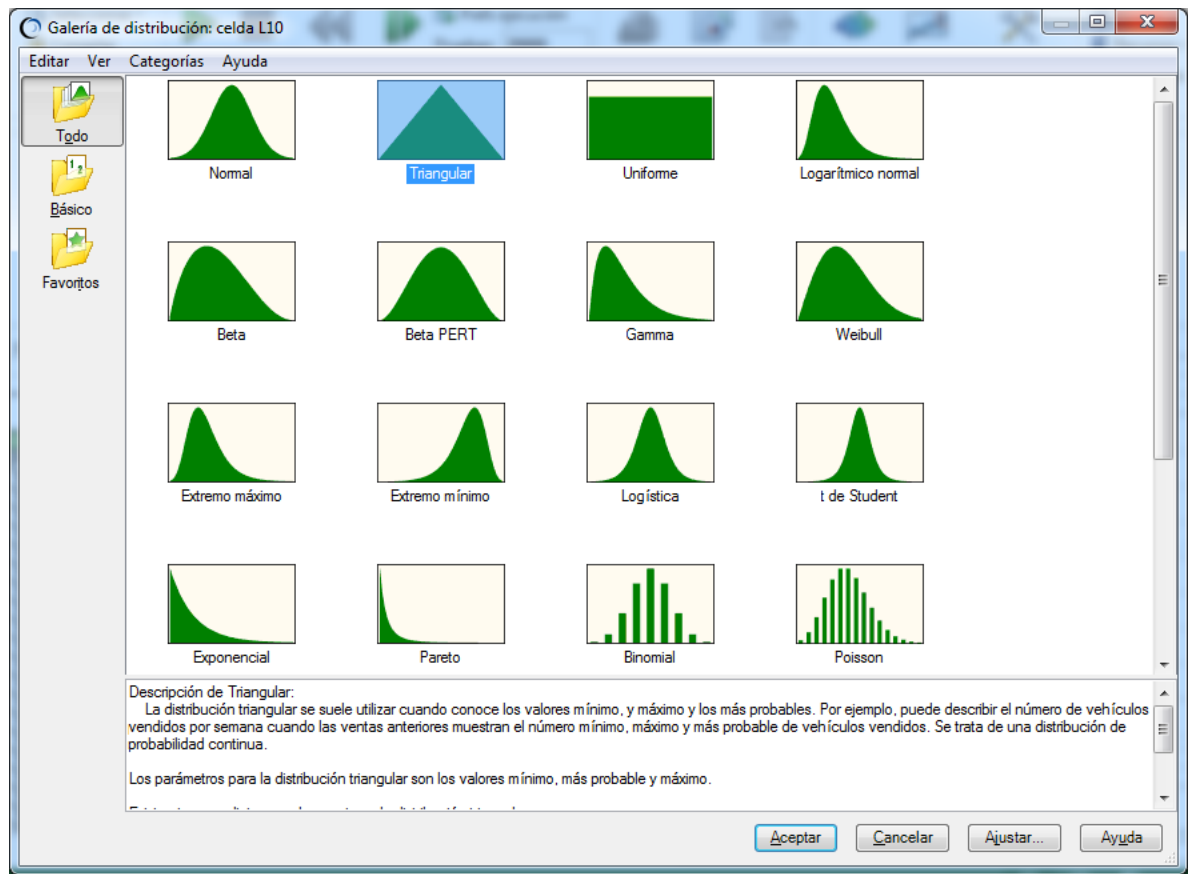 Galería de distribución: celda L10
Editar Ver Categorías Ayuda
Todo
Básico
Favoritos
Normal
Triangular
Uniforme
Logarítmico normal
Beta
Beta PERT
Gamma
Weibull
Extremo máximo
Extremo mínimo
Logística
t de Student
Exponencial
Pareto
Binomial
Poisson
Descripción de Triangular:
La distribución triangular se suele utilizar cuando conoce los valores mínimo, y máximo y los más probables. Por ejemplo, puede describir el número de vehículos
vendidos por semana cuando las ventas anteriores muestran el número mínimo, máximo y más probable de vehículos vendidos. Se trata de una distribución de
probabilidad continua.
Los parámetros para la distribución triangular son los valores mínimo, más probable y máximo.
Aceptar Cancelar Ajustar... Ayuda